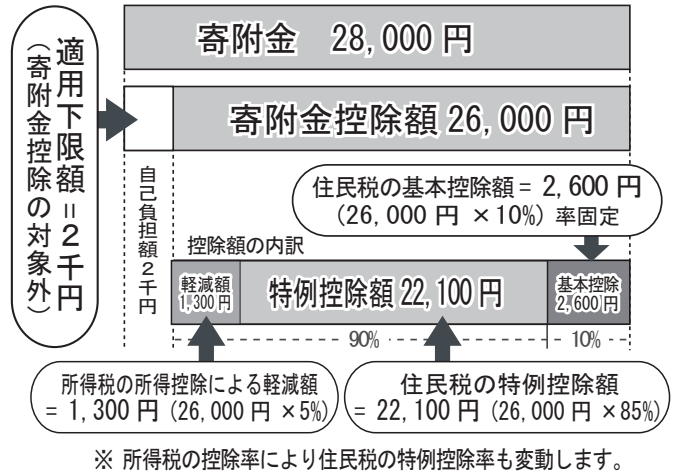 適用下限額＝２千円
（寄附金控除の対象外）
寄附金　28,000 円
寄附金控除額 26,000 円
自己負担額２千円
住民税の基本控除額 = 2,600 円
(26,000 円 ×10%) 率固定
控除額の内訳
軽減額
1,300 円
特例控除額 22,100 円
基本控除
2,600 円
90%
10%
所得税の所得控除による軽減額
= 1,300 円 (26,000 円 ×5%)
住民税の特例控除額
= 22,100 円 (26,000 円 ×85%)
※ 所得税の控除率により住民税の特例控除率も変動します。